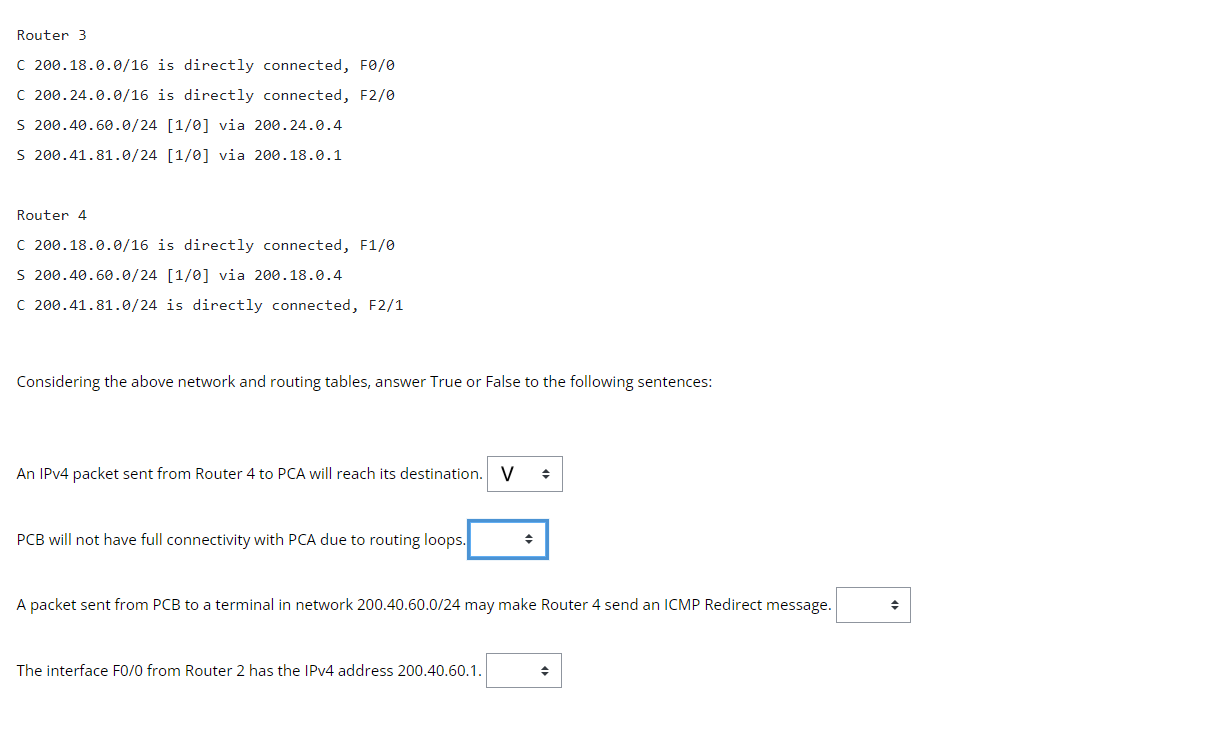 Router 3
C 200.18.0.0/16 is directly connected, F0/0
C 200.24.0.0/16 is directly connected, F2/0
S 200.40.60.0/24 [1/0] via 200.24.0.4
S 200.41.81.0/24 [1/0] via 200.18.0.1
Router 4
C 200.18.0.0/16 is directly connected, F1/0
S 200.40.60.0/24 [1/0] via 200.18.0.4
C 200.41.81.0/24 is directly connected, F2/1
Considering the above network and routing tables, answer True or False to the following sentences:
An IPv4 packet sent from Router 4 to PCA will reach its destination. V
PCB will not have full connectivity with PCA due to routing loops.
A packet sent from PCB to a terminal in network 200.40.60.0/24 may make Router 4 send an ICMP Redirect message.
The interface F0/0 from Router 2 has the IPv4 address 200.40.60.1.